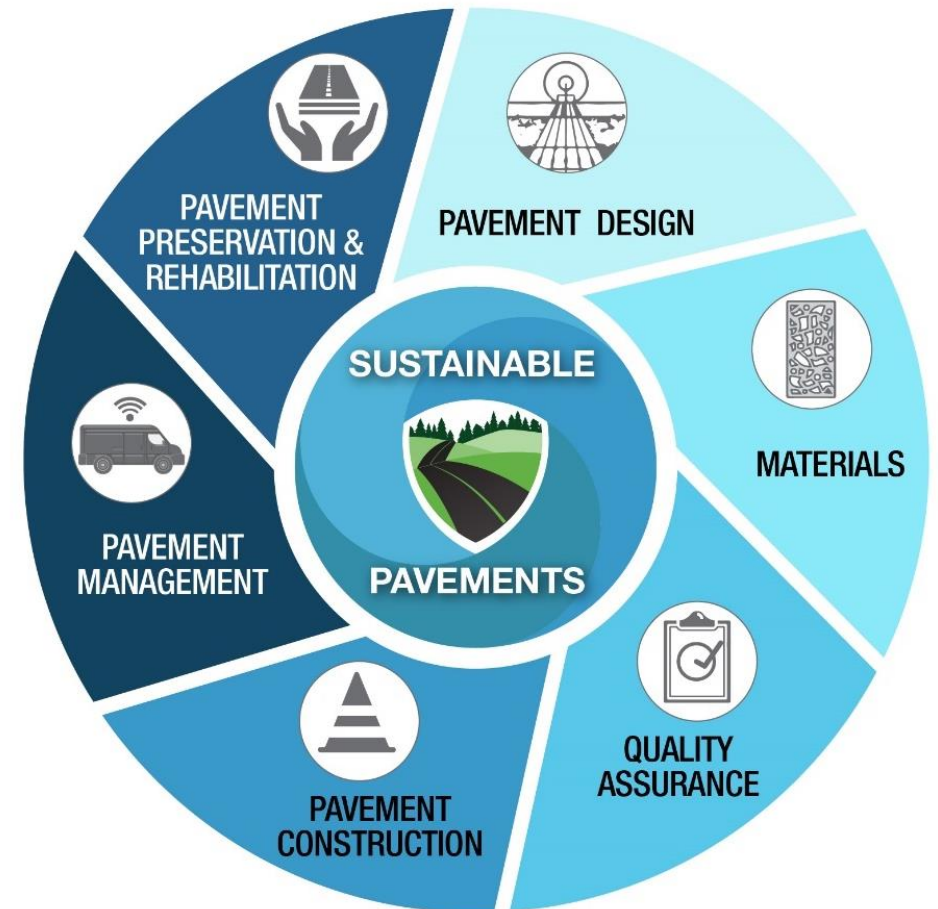 SUSTAINABLE
PAVEMENTS
PAVEMENT DESIGN
MATERIALS
QUALITY
ASSURANCE
PAVEMENT
CONSTRUCTION
PAVEMENT
MANAGEMENT
PAVEMENT
PRESERVATION &
REHABILITATION